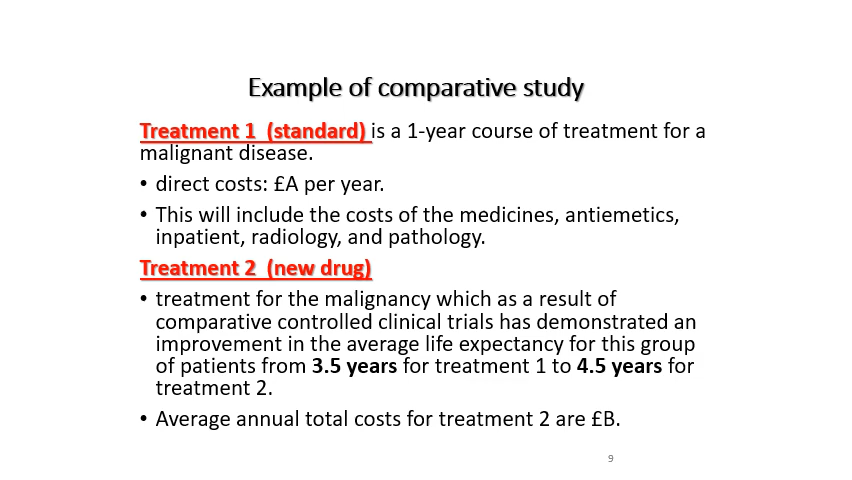 Example of comparative study
Treatment 1  (standard) is a 1-year course of treatment for a
malignant disease.
• direct costs: £A per year.
• This will include the costs of the medicines, antiemetics,
inpatient, radiology, and pathology.
Treatment 2  (new drug)
• treatment for the malignancy which as a result of
comparative controlled clinical trials has demonstrated an
improvement in the average life expectancy for this group
of patients from 3.5 years for treatment 1 to 4.5 years for
treatment 2.
• Average annual total costs for treatment 2 are £B.
9